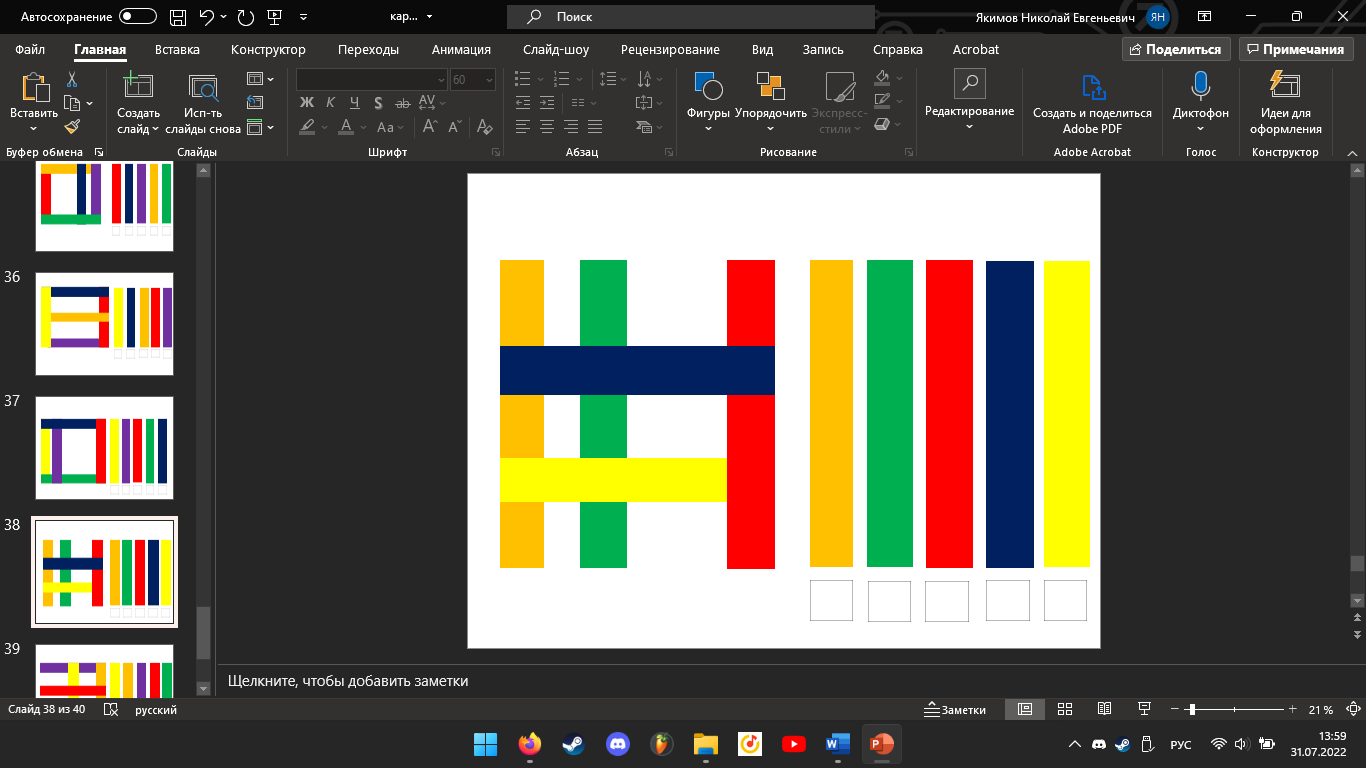 Автосохранение
кар...
Поиск
Якимов Николай Евгеньевич
ЯН
Файл Главная Вставка Конструктор Переходы Анимация Слайд-шоу Рецензирование Вид Запись Справка Acrobat
Поделиться
Примечания
Вставить
Создать
слайд
Исп-ть
слайды снова
60
Ж К Ч S ab AV
A Aa A A A
Фигуры
Упорядочить
Экспресс-
стили
Редактирование
Создать и поделиться
Adobe PDF
Диктофон
Идеи для
оформления
Буфер обмена
Слайды
Шрифт
Абзац
Рисование
Adobe Acrobat
Голос
Конструктор
36
37
38
39
Щелкните, чтобы добавить заметки
Слайд 38 из 40
русский
Заметки
21 %
РУС
13:59
31.07.2022